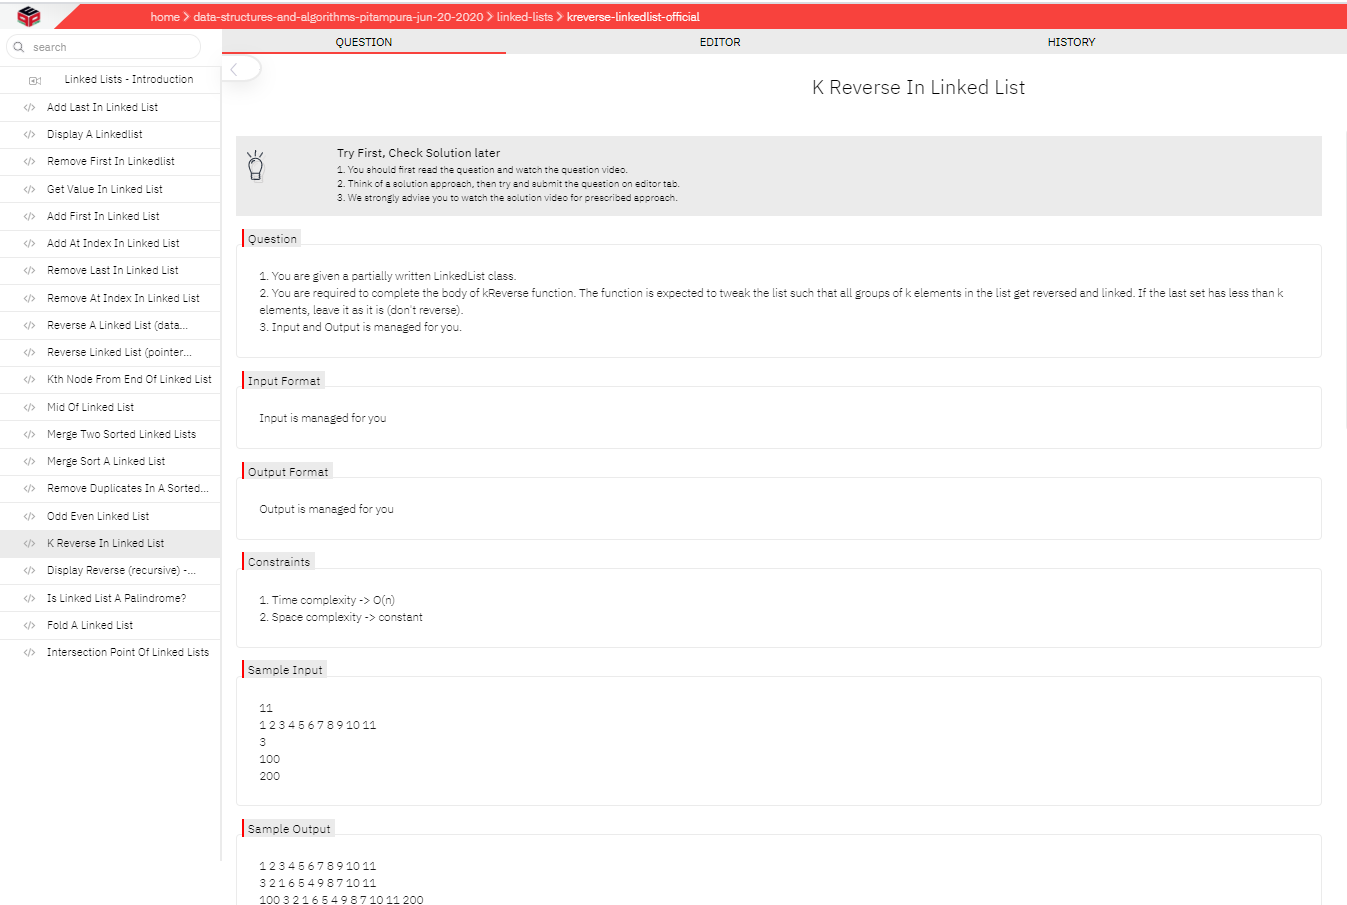 home > data-structures-and-algorithms-pitampura-jun-20-2020 > linked-lists > kreverse-linkedlist-official
search
QUESTION
EDITOR
HISTORY
Linked Lists - Introduction
Add Last In Linked List
Display A Linkedlist
Remove First In Linkedlist
Get Value In Linked List
Add First In Linked List
Add At Index In Linked List
Remove Last In Linked List
Remove At Index In Linked List
Reverse A Linked List (data...
Reverse Linked List (pointer...
Kth Node From End Of Linked List
Mid Of Linked List
Merge Two Sorted Linked Lists
Merge Sort A Linked List
Remove Duplicates In A Sorted...
Odd Even Linked List
K Reverse In Linked List
Display Reverse (recursive) -...
Is Linked List A Palindrome?
Fold A Linked List
Intersection Point Of Linked Lists
K Reverse In Linked List
Try First, Check Solution later
1. You should first read the question and watch the question video.
2. Think of a solution approach, then try and submit the question on editor tab.
3. We strongly advise you to watch the solution video for prescribed approach.
Question
1. You are given a partially written LinkedList class.
2. You are required to complete the body of kReverse function. The function is expected to tweak the list such that all groups of k elements in the list get reversed and linked. If the last set has less than k
elements, leave it as it is (don't reverse).
3. Input and Output is managed for you.
Input Format
Input is managed for you
Output Format
Output is managed for you
Constraints
1. Time complexity -> O(n)
2. Space complexity -> constant
Sample Input
11
1 2 3 4 5 6 7 8 9 10 11
3
100
200
Sample Output
1 2 3 4 5 6 7 8 9 10 11
3 2 1 6 5 4 9 8 7 10 11
100 3 2 1 6 5 4 9 8 7 10 11 200